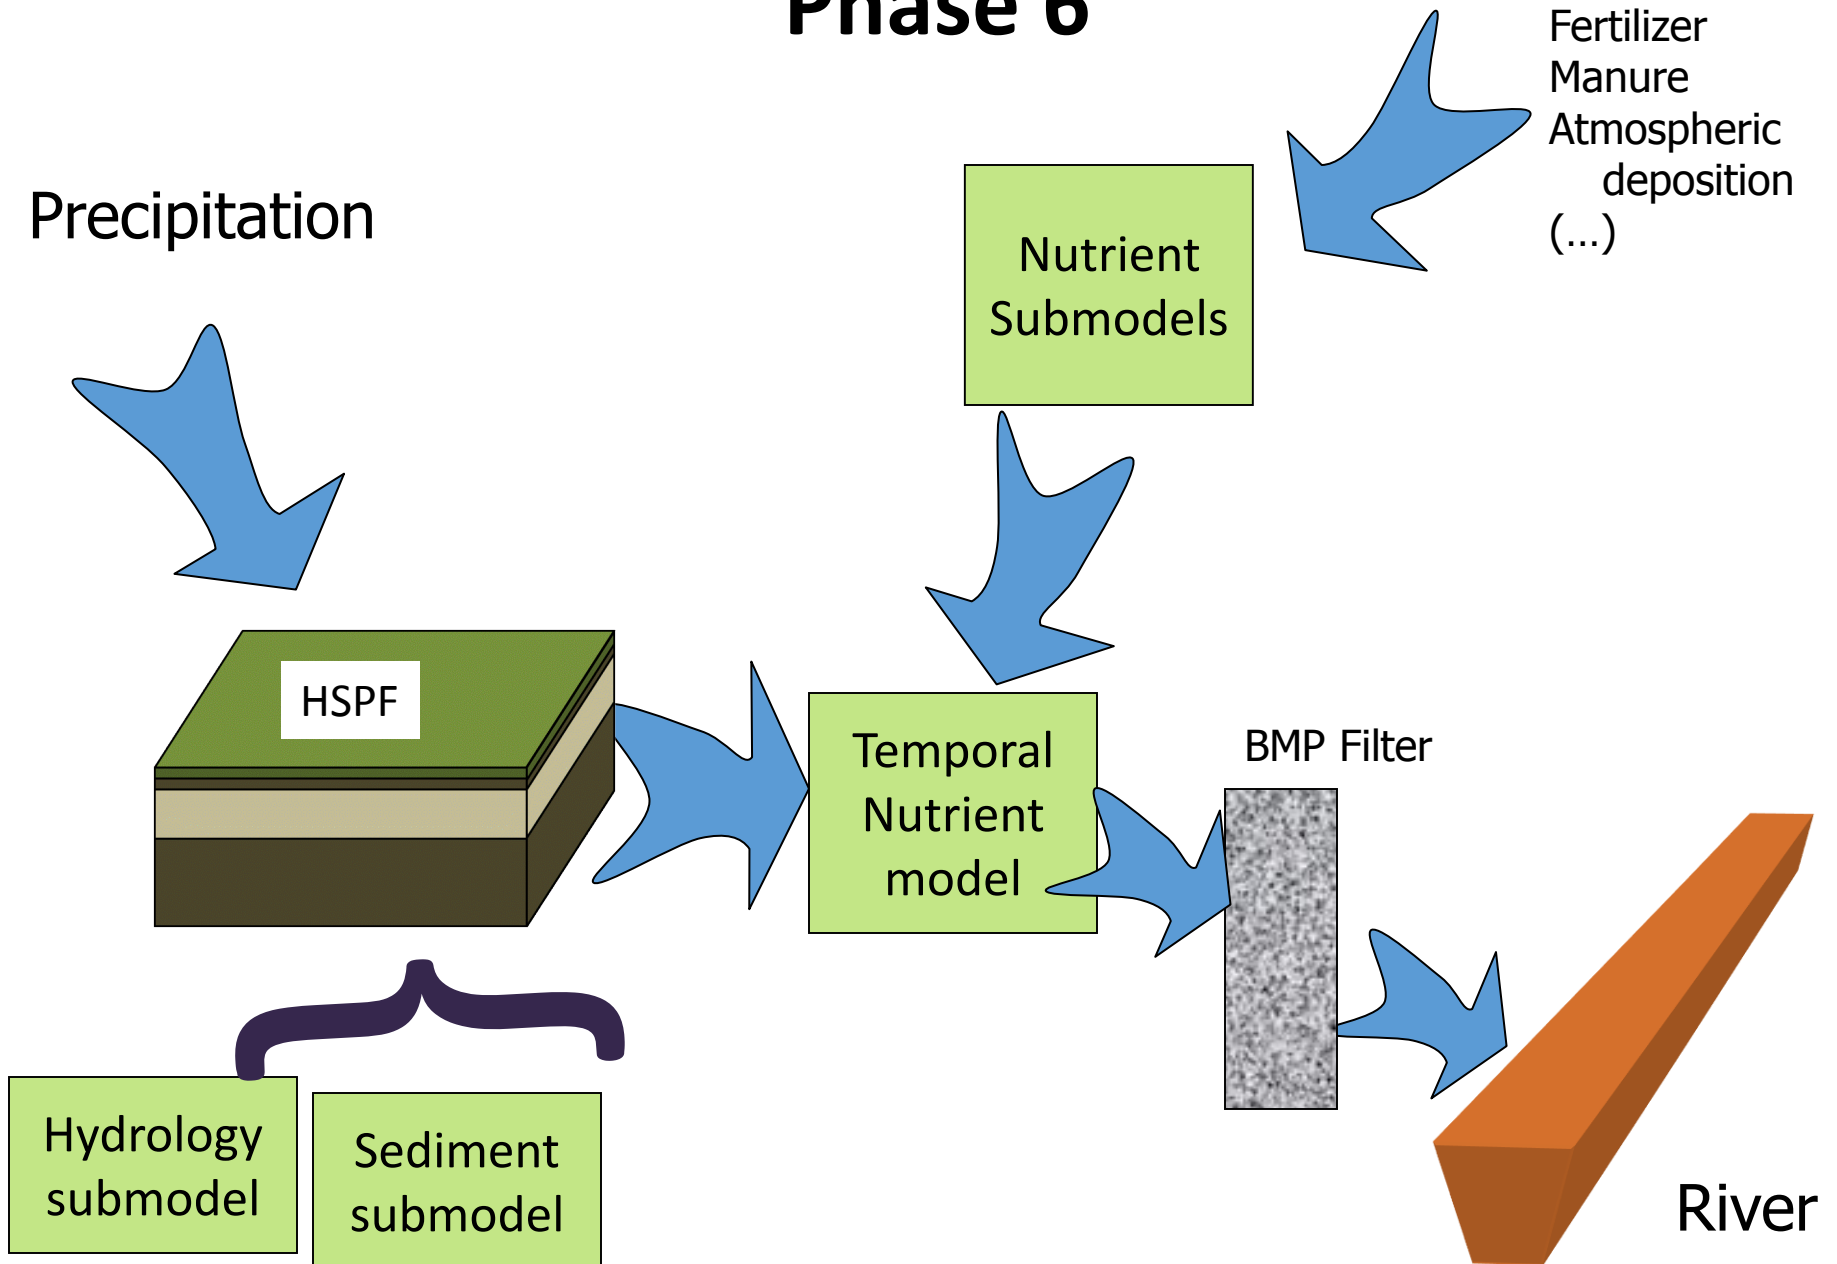 Phase 6
Fertilizer
Manure
Atmospheric
deposition
(...)
Precipitation
Nutrient
Submodels
HSPF
Temporal
Nutrient
model
BMP Filter
Hydrology
submodel
Sediment
submodel
River